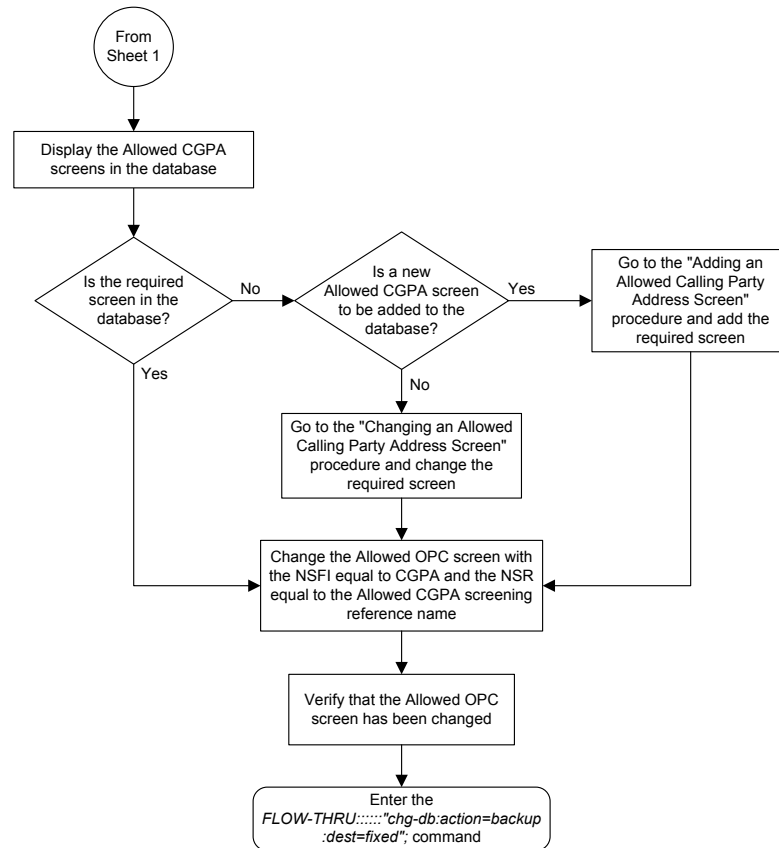 From
Sheet 1
Display the Allowed CGPA
screens in the database
Is the required
screen in the
database?
No
Yes
Is a new
Allowed CGPA screen
to be added to the
database?
Yes
No
Go to the "Adding an
Allowed Calling Party
Address Screen"
procedure and add the
required screen
Go to the "Changing an Allowed
Calling Party Address Screen"
procedure and change the
required screen
Change the Allowed OPC screen with
the NSFI equal to CGPA and the NSR
equal to the Allowed CGPA screening
reference name
Verify that the Allowed OPC
screen has been changed
Enter the
FLOW-THRU::::::"chg-db:action=backup
:dest=fixed"; command